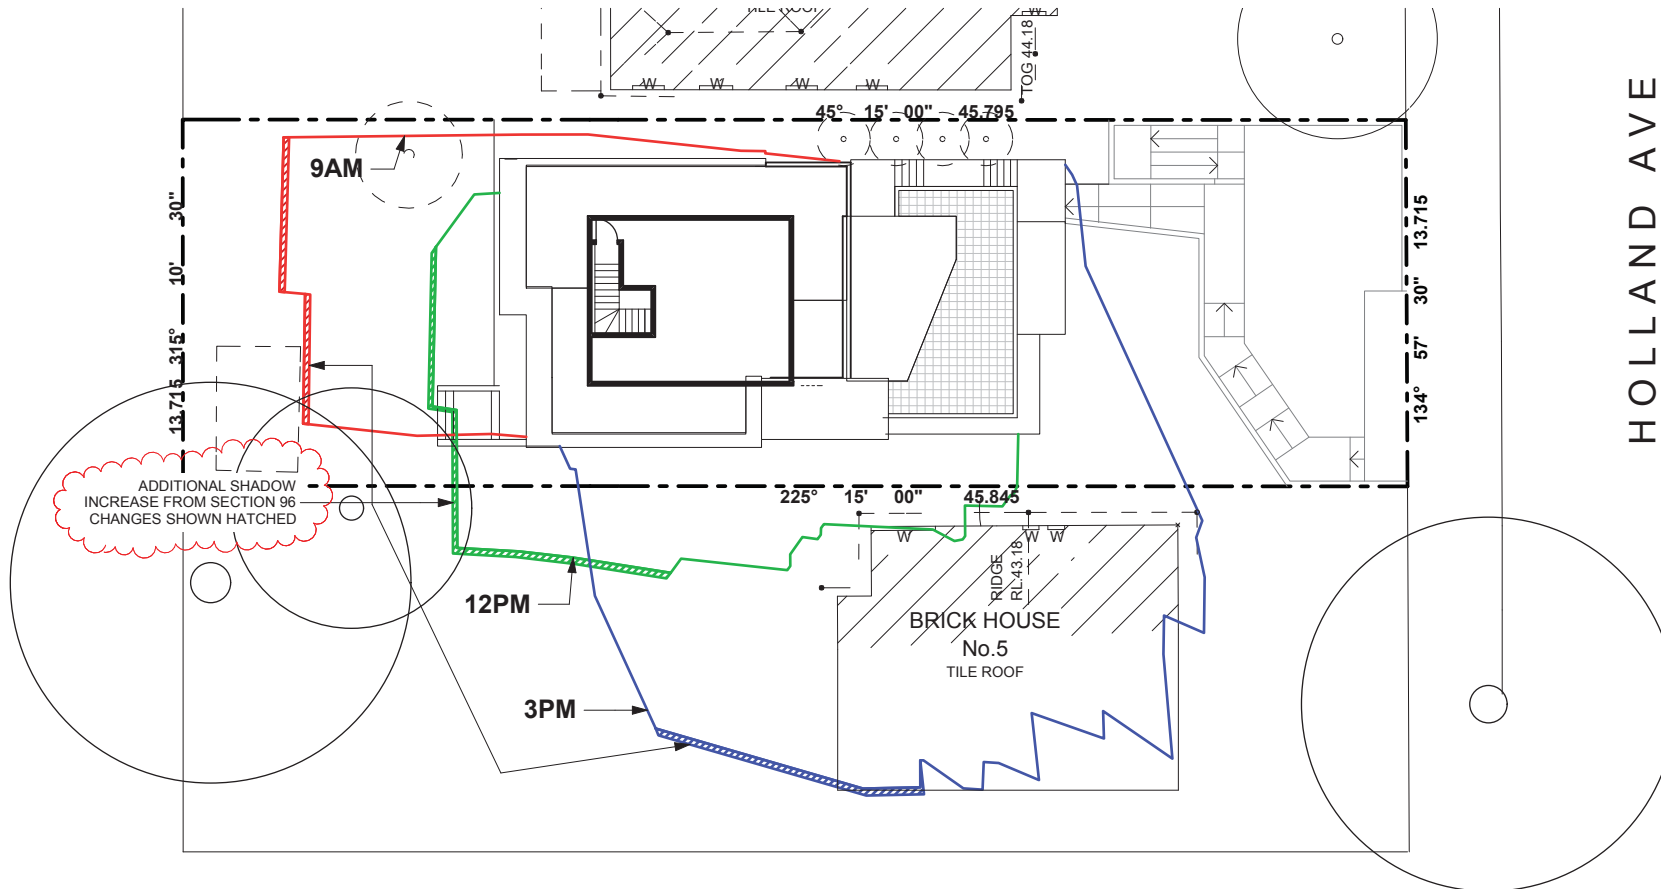 TILE ROOF
W
TOG 44.18
W W W W
45° 15' 00" 45.795
9AM
HOLLAND AVE
13.715 315° 10' 30"
134° 57' 30" 13.715
ADDITIONAL SHADOW
INCREASE FROM SECTION 96
CHANGES SHOWN HATCHED
225° 15' 00" 45.845
W W W
RIDGE
RL.43.18
12PM
BRICK HOUSE
No.5
TILE ROOF
3PM